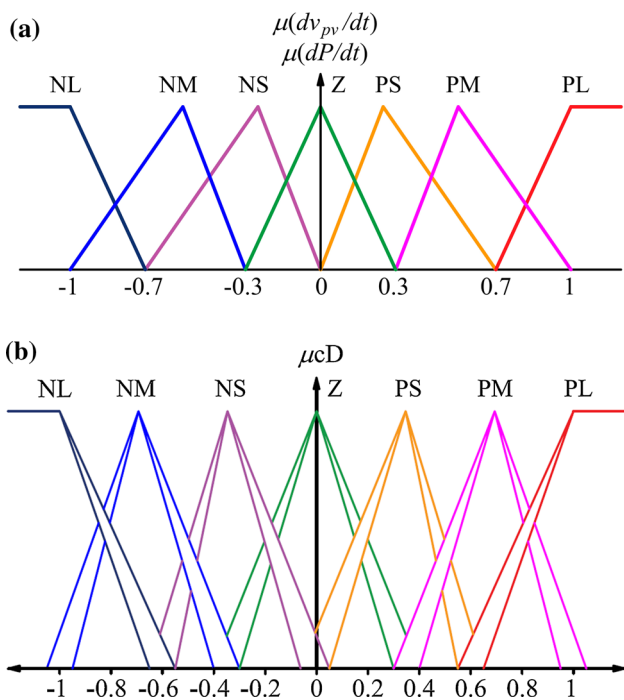 (a)
μ(dv_pv/dt)
μ(dP/dt)
NL NM NS Z PS PM PL
-1 -0.7 -0.3 0 0.3 0.7 1
(b)
μcD
NL NM NS Z PS PM PL
-1 -0.8 -0.6 -0.4 -0.2 0 0.2 0.4 0.6 0.8 1